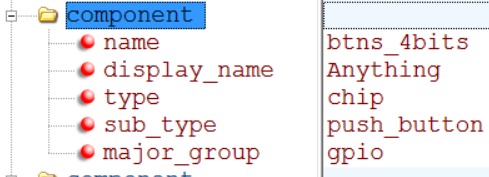 component
name btns_4bits
display_name Anything
type chip
sub_type push_button
major_group gpio